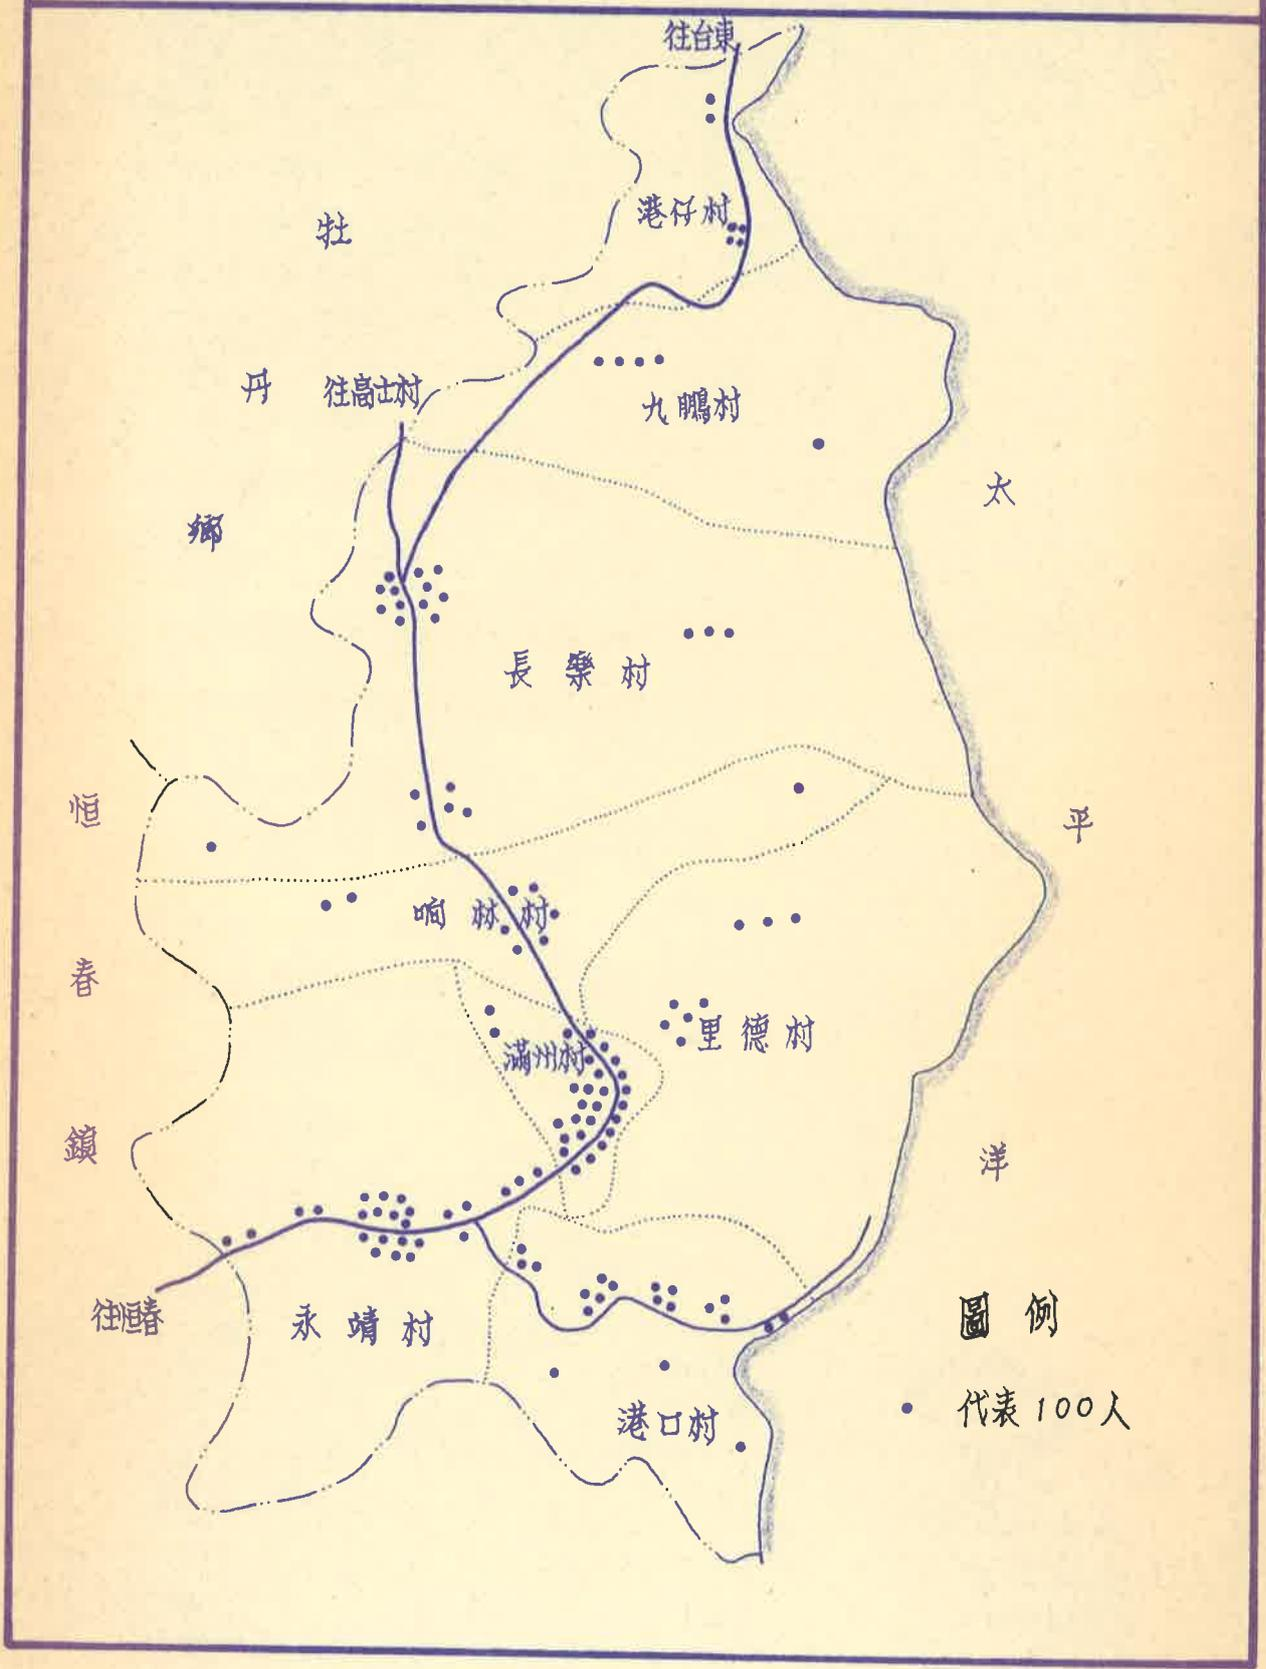 往台東
港仔村
牡
丹
鄉
往高士村
九鵬村
太
平
洋
長樂村
恒
春
鎮
响林村
里德村
滿州村
往恒春
永靖村
港口村
圖例
代表100人